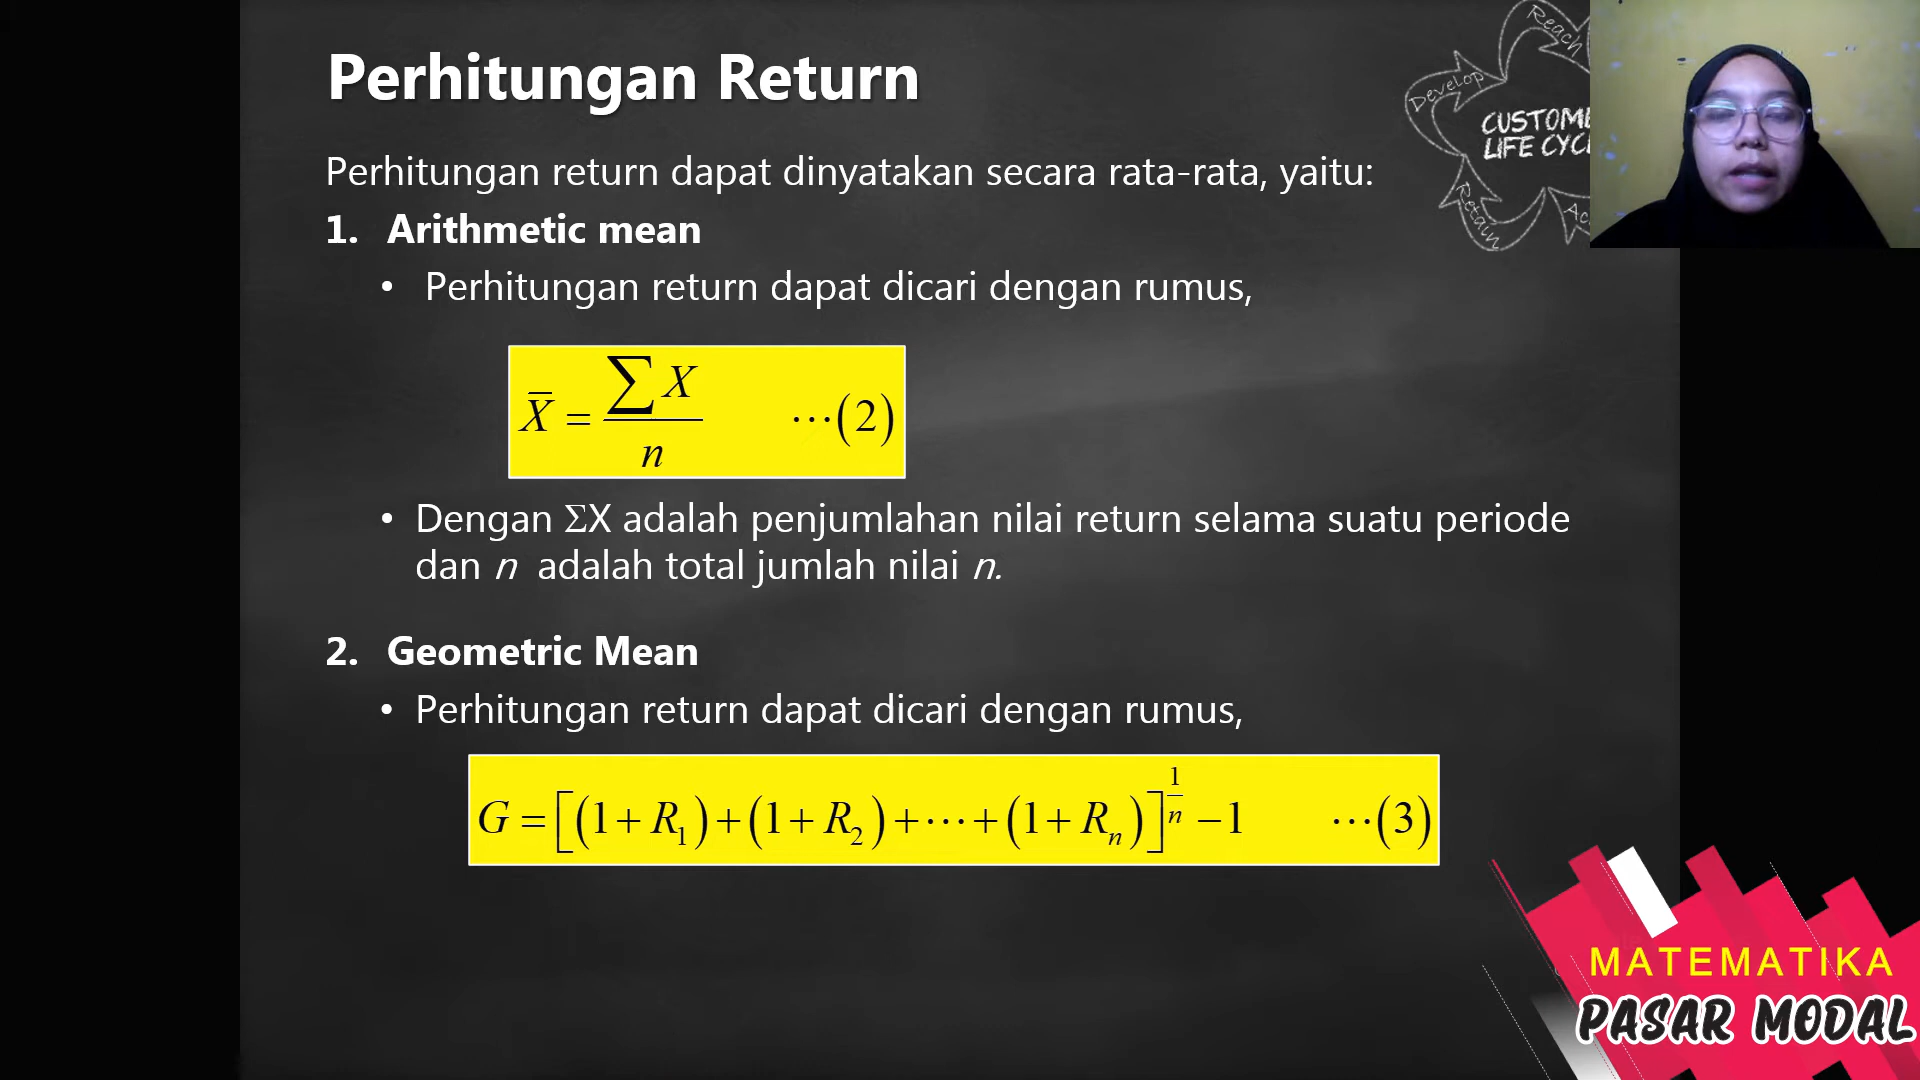 Perhitungan Return
Reach
Develop
CUSTOME
LIFE CYC
Retain
Ac
Perhitungan return dapat dinyatakan secara rata-rata, yaitu:
1. Arithmetic mean
• Perhitungan return dapat dicari dengan rumus,
X̄ = ∑X / n ⋯(2)
• Dengan ΣX adalah penjumlahan nilai return selama suatu periode
dan n adalah total jumlah nilai n.
2. Geometric Mean
• Perhitungan return dapat dicari dengan rumus,
G = [(1 + R₁) + (1 + R₂) + ⋯ + (1 + Rₙ)]^(1/n) − 1 ⋯(3)
MATEMATIKA
PASAR MODAL